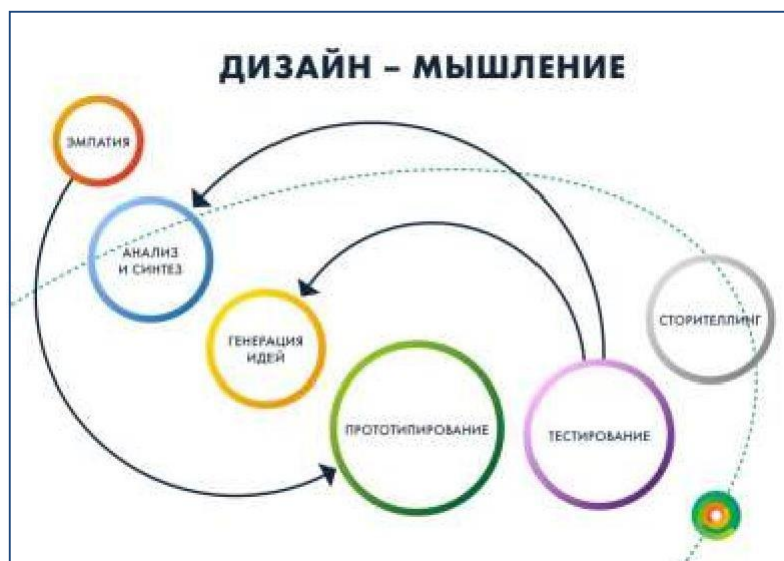 ДИЗАЙН – МЫШЛЕНИЕ
ЭМПАТИЯ
АНАЛИЗ
И СИНТЕЗ
ГЕНЕРАЦИЯ
ИДЕЙ
ПРОТОТИПИРОВАНИЕ
ТЕСТИРОВАНИЕ
СТОРИТЕЛЛИНГ